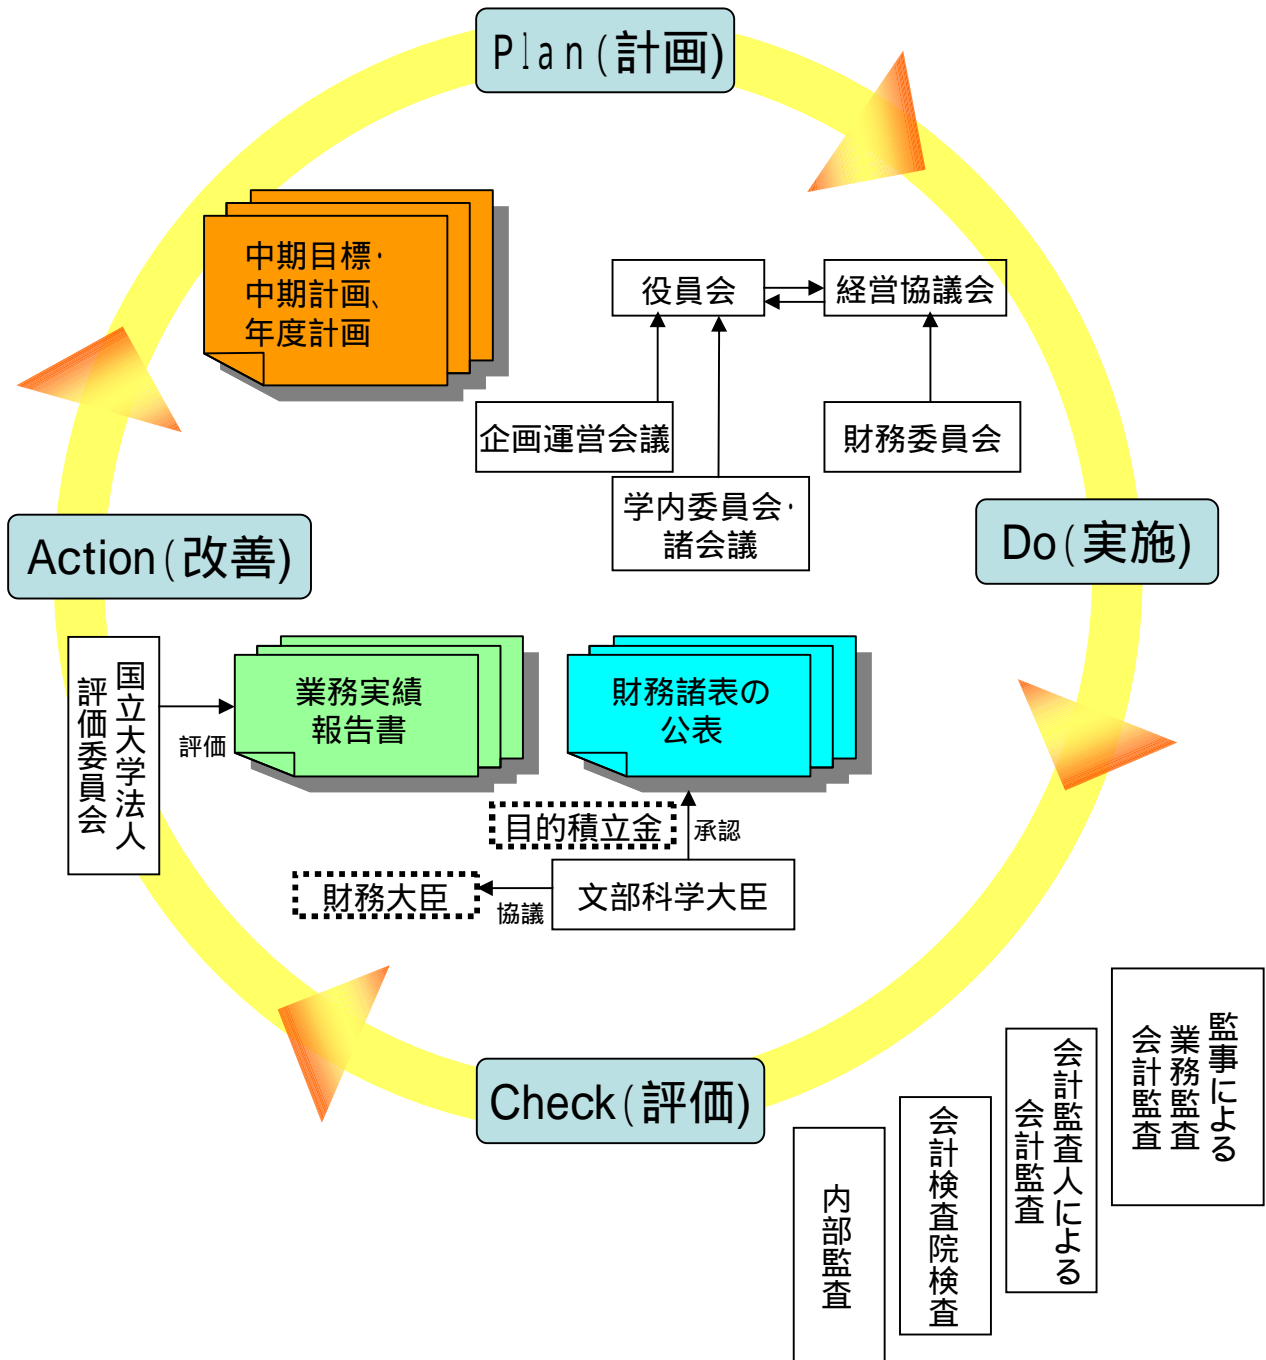 Plan(計画)
中期目標・
中期計画、
年度計画
役員会
経営協議会
企画運営会議
財務委員会
学内委員会・
諸会議
Action(改善)
Do(実施)
国立大学法人
評価委員会
評価
業務実績
報告書
財務諸表の
公表
目的積立金
承認
財務大臣
協議
文部科学大臣
Check(評価)
内部監査
会計検査院検査
会計監査人による
会計監査
監事による
業務監査
会計監査